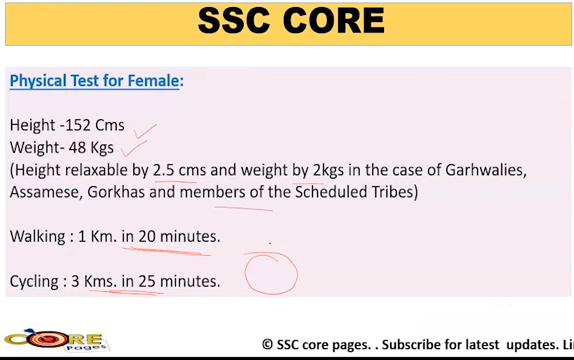 SSC CORE
Physical Test for Female:
Height -152 Cms
Weight- 48 Kgs
(Height relaxable by 2.5 cms and weight by 2kgs in the case of Garhwalies,
Assamese, Gorkhas and members of the Scheduled Tribes)
Walking : 1 Km. in 20 minutes.
Cycling : 3 Kms. in 25 minutes.
CORE
Pages
© SSC core pages. . Subscribe for latest updates. Li